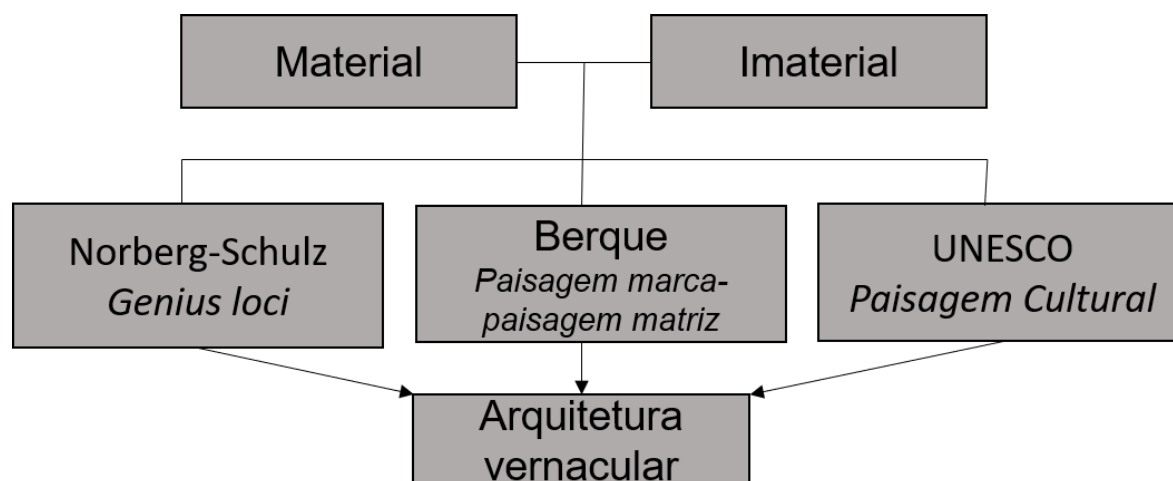 Material
Imaterial
Norberg-Schulz
Genius loci
Berque
Paisagem marca-
paisagem matriz
UNESCO
Paisagem Cultural
Arquitetura
vernacular